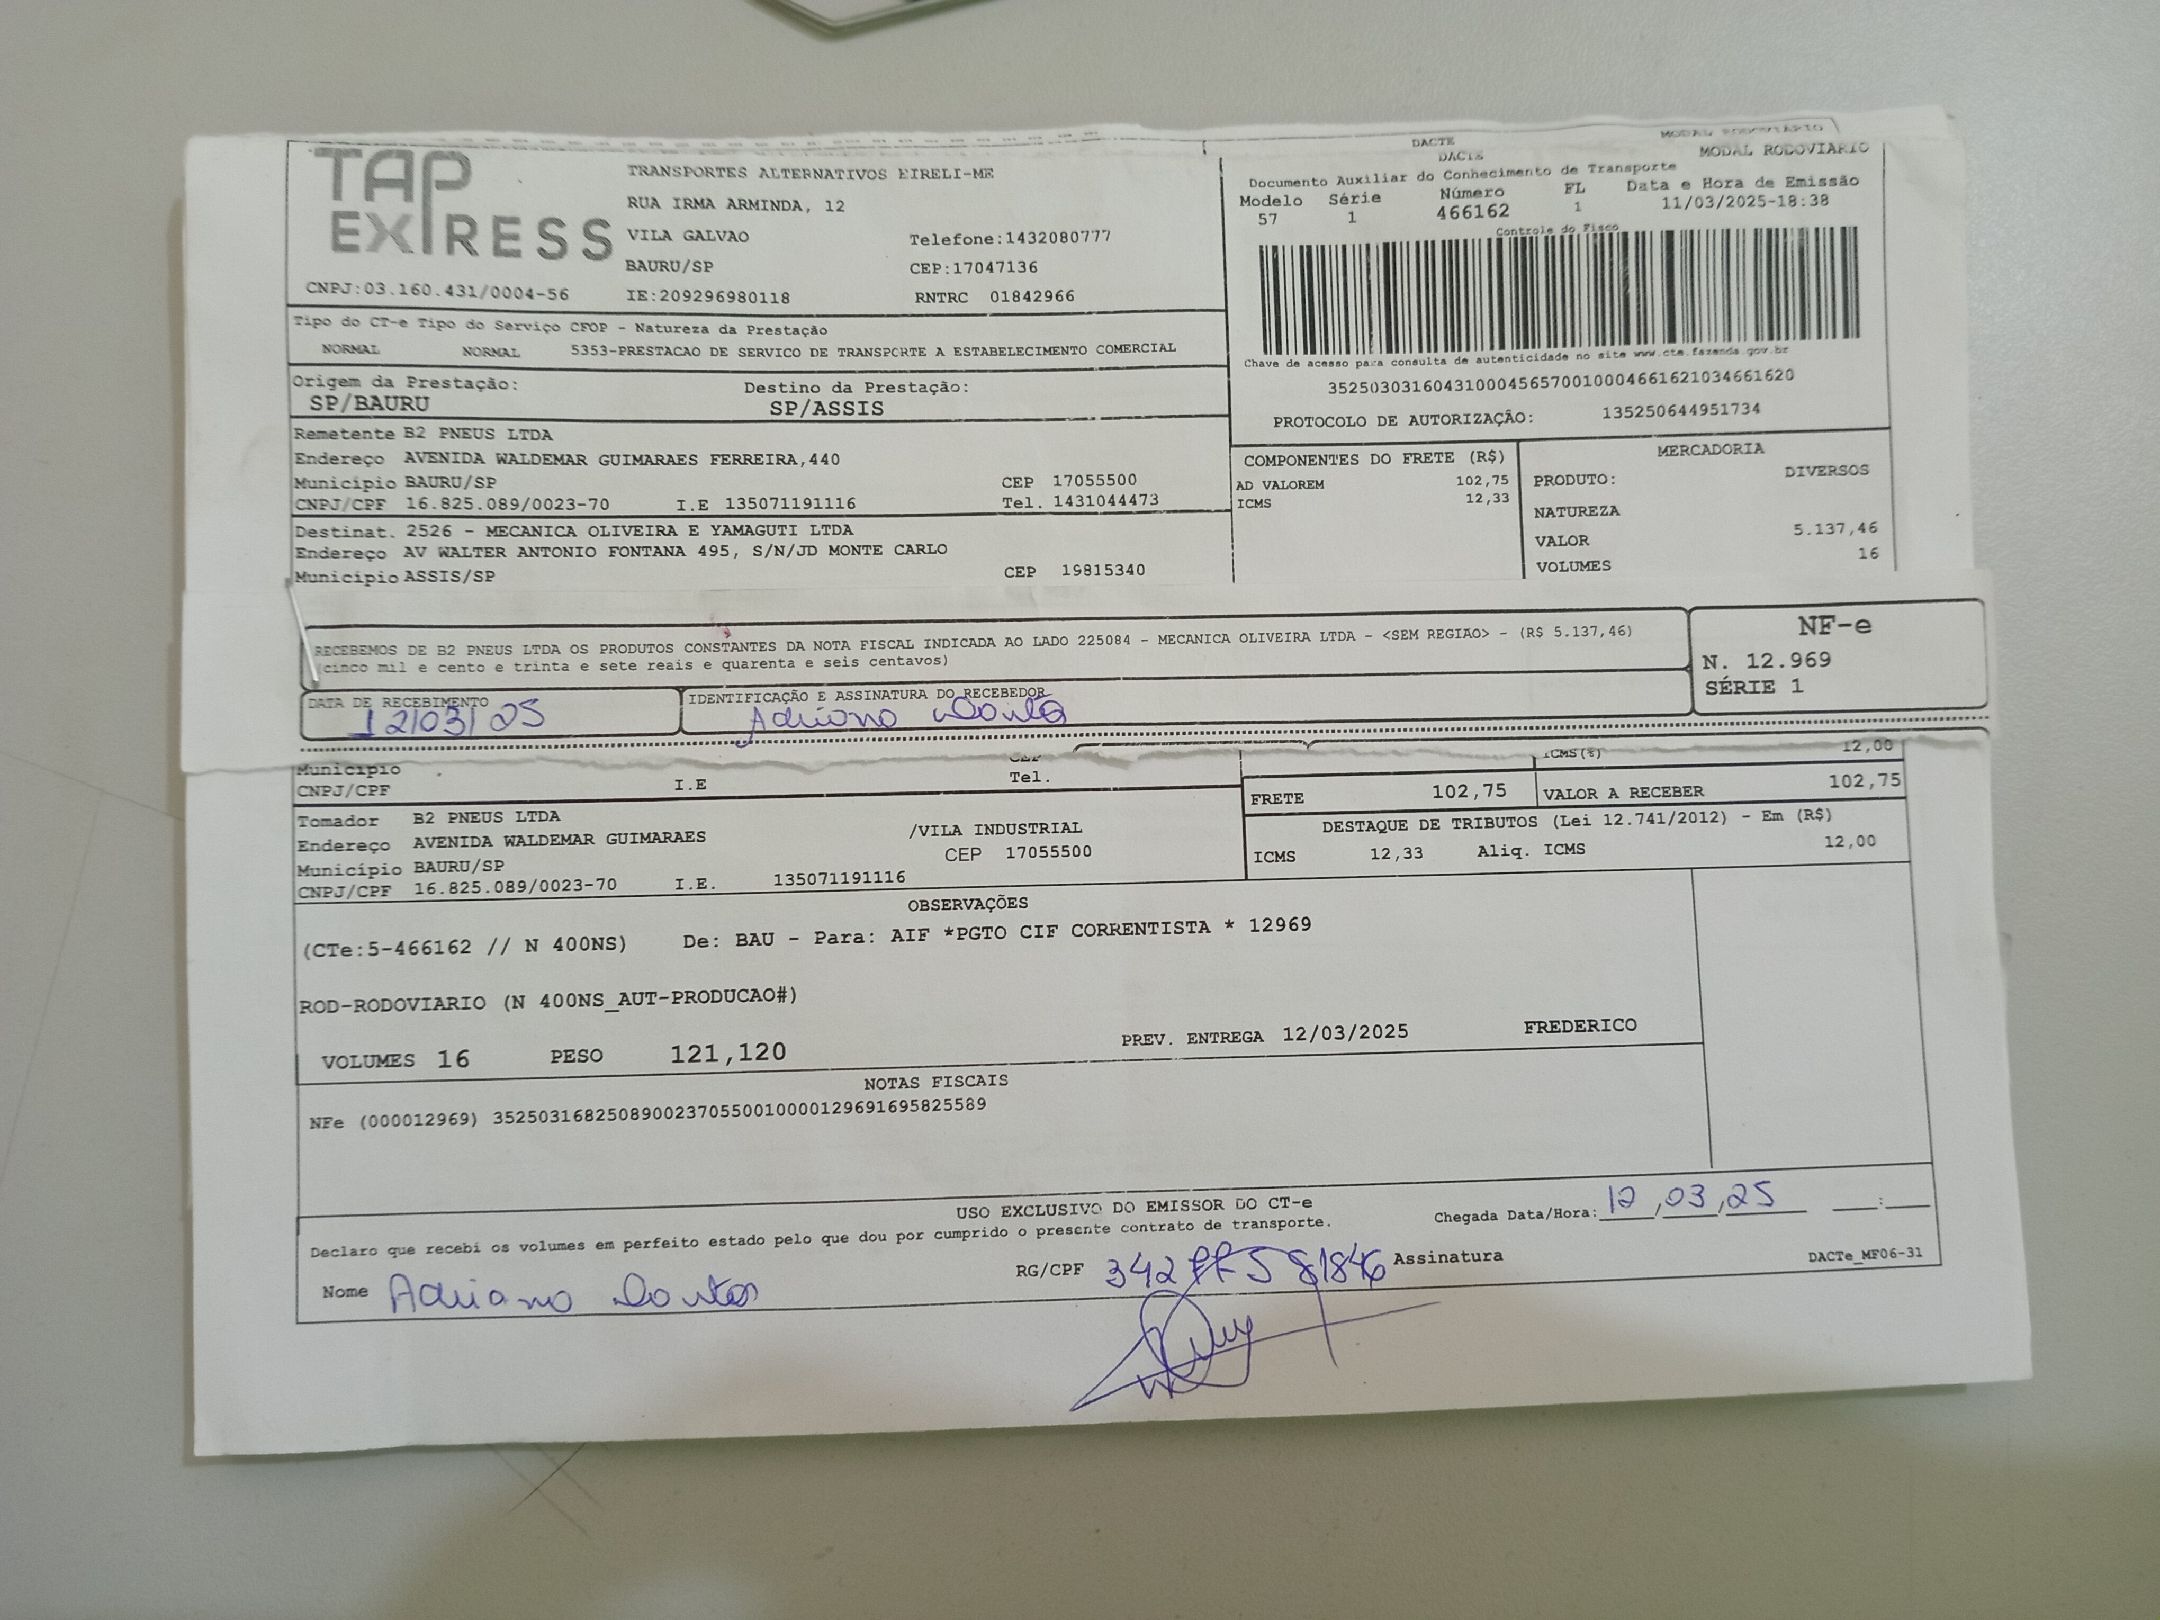 TAP EXPRESS
TRANSPORTES ALTERNATIVOS EIRELI-ME
RUA IRMA ARMINDA, 12
VILA GALVAO Telefone:1432080777
BAURU/SP CEP:17047136
CNPJ:03.160.431/0004-56 IE:209296980118 RNTRC 01842966
DACTE MODAL RODOVIARIO
DACTE MODAL RODOVIARIO
Documento Auxiliar do Conhecimento de Transporte
Modelo Série Número FL Data e Hora de Emissão
57 1 466162 1 11/03/2025-18:38
Controle do Fisco
Chave de acesso para consulta de autenticidade no site www.cte.fazenda.gov.br
35250303160431000456570010004661621034661620
PROTOCOLO DE AUTORIZAÇÃO: 135250644951734
Tipo do CT-e Tipo do Serviço CFOP - Natureza da Prestação
NORMAL NORMAL 5353-PRESTACAO DE SERVICO DE TRANSPORTE A ESTABELECIMENTO COMERCIAL
Origem da Prestação: Destino da Prestação:
SP/BAURU SP/ASSIS
Remetente B2 PNEUS LTDA
Endereço AVENIDA WALDEMAR GUIMARAES FERREIRA,440
Município BAURU/SP CEP 17055500
CNPJ/CPF 16.825.089/0023-70 I.E 135071191116 Tel. 1431044473
Destinat. 2526 - MECANICA OLIVEIRA E YAMAGUTI LTDA
Endereço AV WALTER ANTONIO FONTANA 495, S/N/JD MONTE CARLO
Município ASSIS/SP CEP 19815340
COMPONENTES DO FRETE (R$)
AD VALOREM 102,75
ICMS 12,33
MERCADORIA
PRODUTO: DIVERSOS
NATUREZA
VALOR 5.137,46
VOLUMES 16
RECEBEMOS DE B2 PNEUS LTDA OS PRODUTOS CONSTANTES DA NOTA FISCAL INDICADA AO LADO 225084 - MECANICA OLIVEIRA LTDA - <SEM REGIAO> - (R$ 5.137,46)
(cinco mil e cento e trinta e sete reais e quarenta e seis centavos)
NF-e
N. 12.969
SÉRIE 1
DATA DE RECEBIMENTO IDENTIFICAÇÃO E ASSINATURA DO RECEBEDOR
12/03/25 Adriano
Município
CNPJ/CPF I.E Tel.
ICMS(%) 12,00
FRETE 102,75 VALOR A RECEBER 102,75
Tomador B2 PNEUS LTDA
Endereço AVENIDA WALDEMAR GUIMARAES /VILA INDUSTRIAL
Município BAURU/SP CEP 17055500
CNPJ/CPF 16.825.089/0023-70 I.E. 135071191116
DESTAQUE DE TRIBUTOS (Lei 12.741/2012) - Em (R$)
ICMS 12,33 Aliq. ICMS 12,00
OBSERVAÇÕES
(CTe:5-466162 // N 400NS) De: BAU - Para: AIF *PGTO CIF CORRENTISTA * 12969
ROD-RODOVIARIO (N 400NS_AUT-PRODUCAO#)
VOLUMES 16 PESO 121,120 PREV. ENTREGA 12/03/2025 FREDERICO
NOTAS FISCAIS
NFe (000012969) 35250316825089002370550010000129691695825589
USO EXCLUSIVO DO EMISSOR DO CT-e
Declaro que recebi os volumes em perfeito estado pelo que dou por cumprido o presente contrato de transporte.
Chegada Data/Hora: 12/03/25 :
Nome Adriano RG/CPF Assinatura DACTe_MF06-31